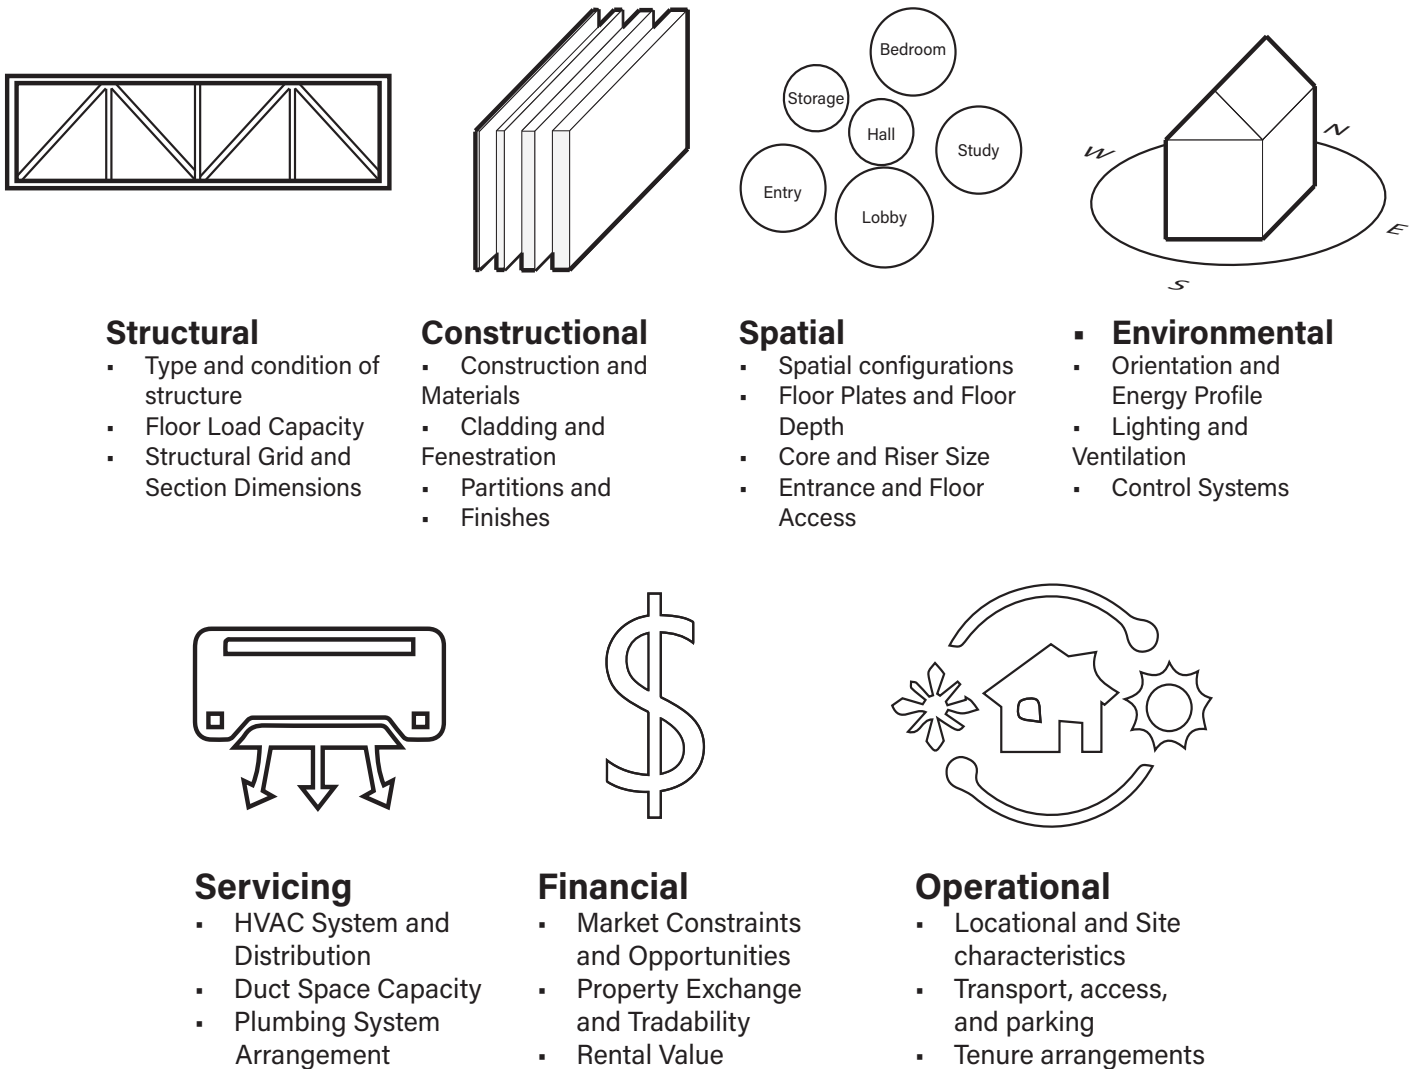 Bedroom
Storage
Hall
Study
Entry
Lobby
N
W
E
S
Structural
▪ Type and condition of
structure
▪ Floor Load Capacity
▪ Structural Grid and
Section Dimensions
Constructional
▪ Construction and
Materials
▪ Cladding and
Fenestration
▪ Partitions and
▪ Finishes
Spatial
▪ Spatial configurations
▪ Floor Plates and Floor
Depth
▪ Core and Riser Size
▪ Entrance and Floor
Access
▪ Environmental
▪ Orientation and
Energy Profile
▪ Lighting and
Ventilation
▪ Control Systems
Servicing
▪ HVAC System and
Distribution
▪ Duct Space Capacity
▪ Plumbing System
Arrangement
Financial
▪ Market Constraints
and Opportunities
▪ Property Exchange
and Tradability
▪ Rental Value
Operational
▪ Locational and Site
characteristics
▪ Transport, access,
and parking
▪ Tenure arrangements